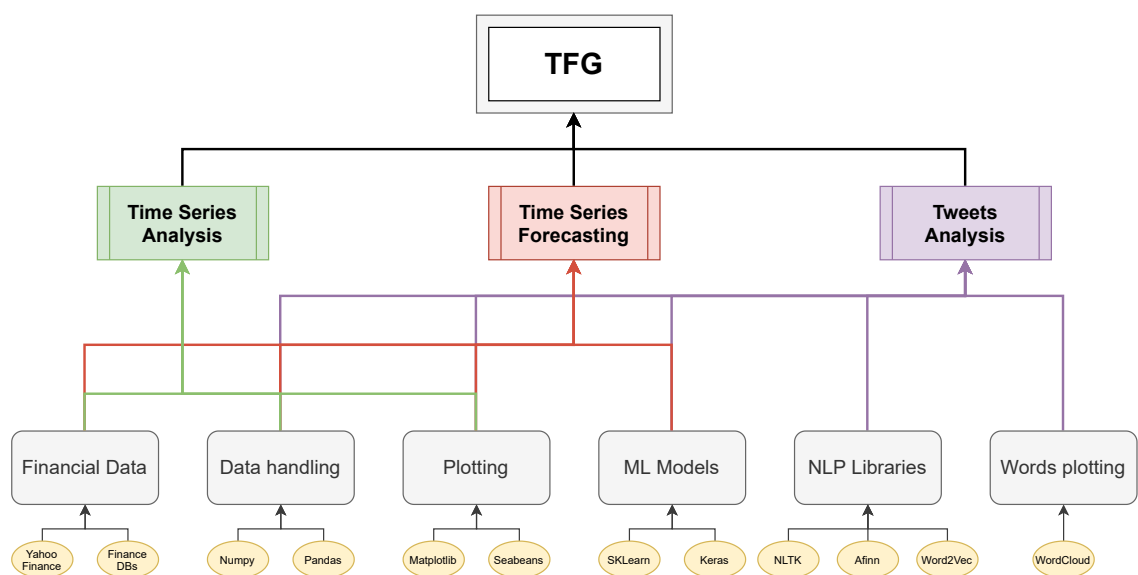 TFG
Time Series
Analysis
Time Series
Forecasting
Tweets
Analysis
Financial Data
Data handling
Plotting
ML Models
NLP Libraries
Words plotting
Yahoo
Finance
Finance
DBs
Numpy
Pandas
Matplotlib
Seabeans
SKLearn
Keras
NLTK
Afinn
Word2Vec
WordCloud